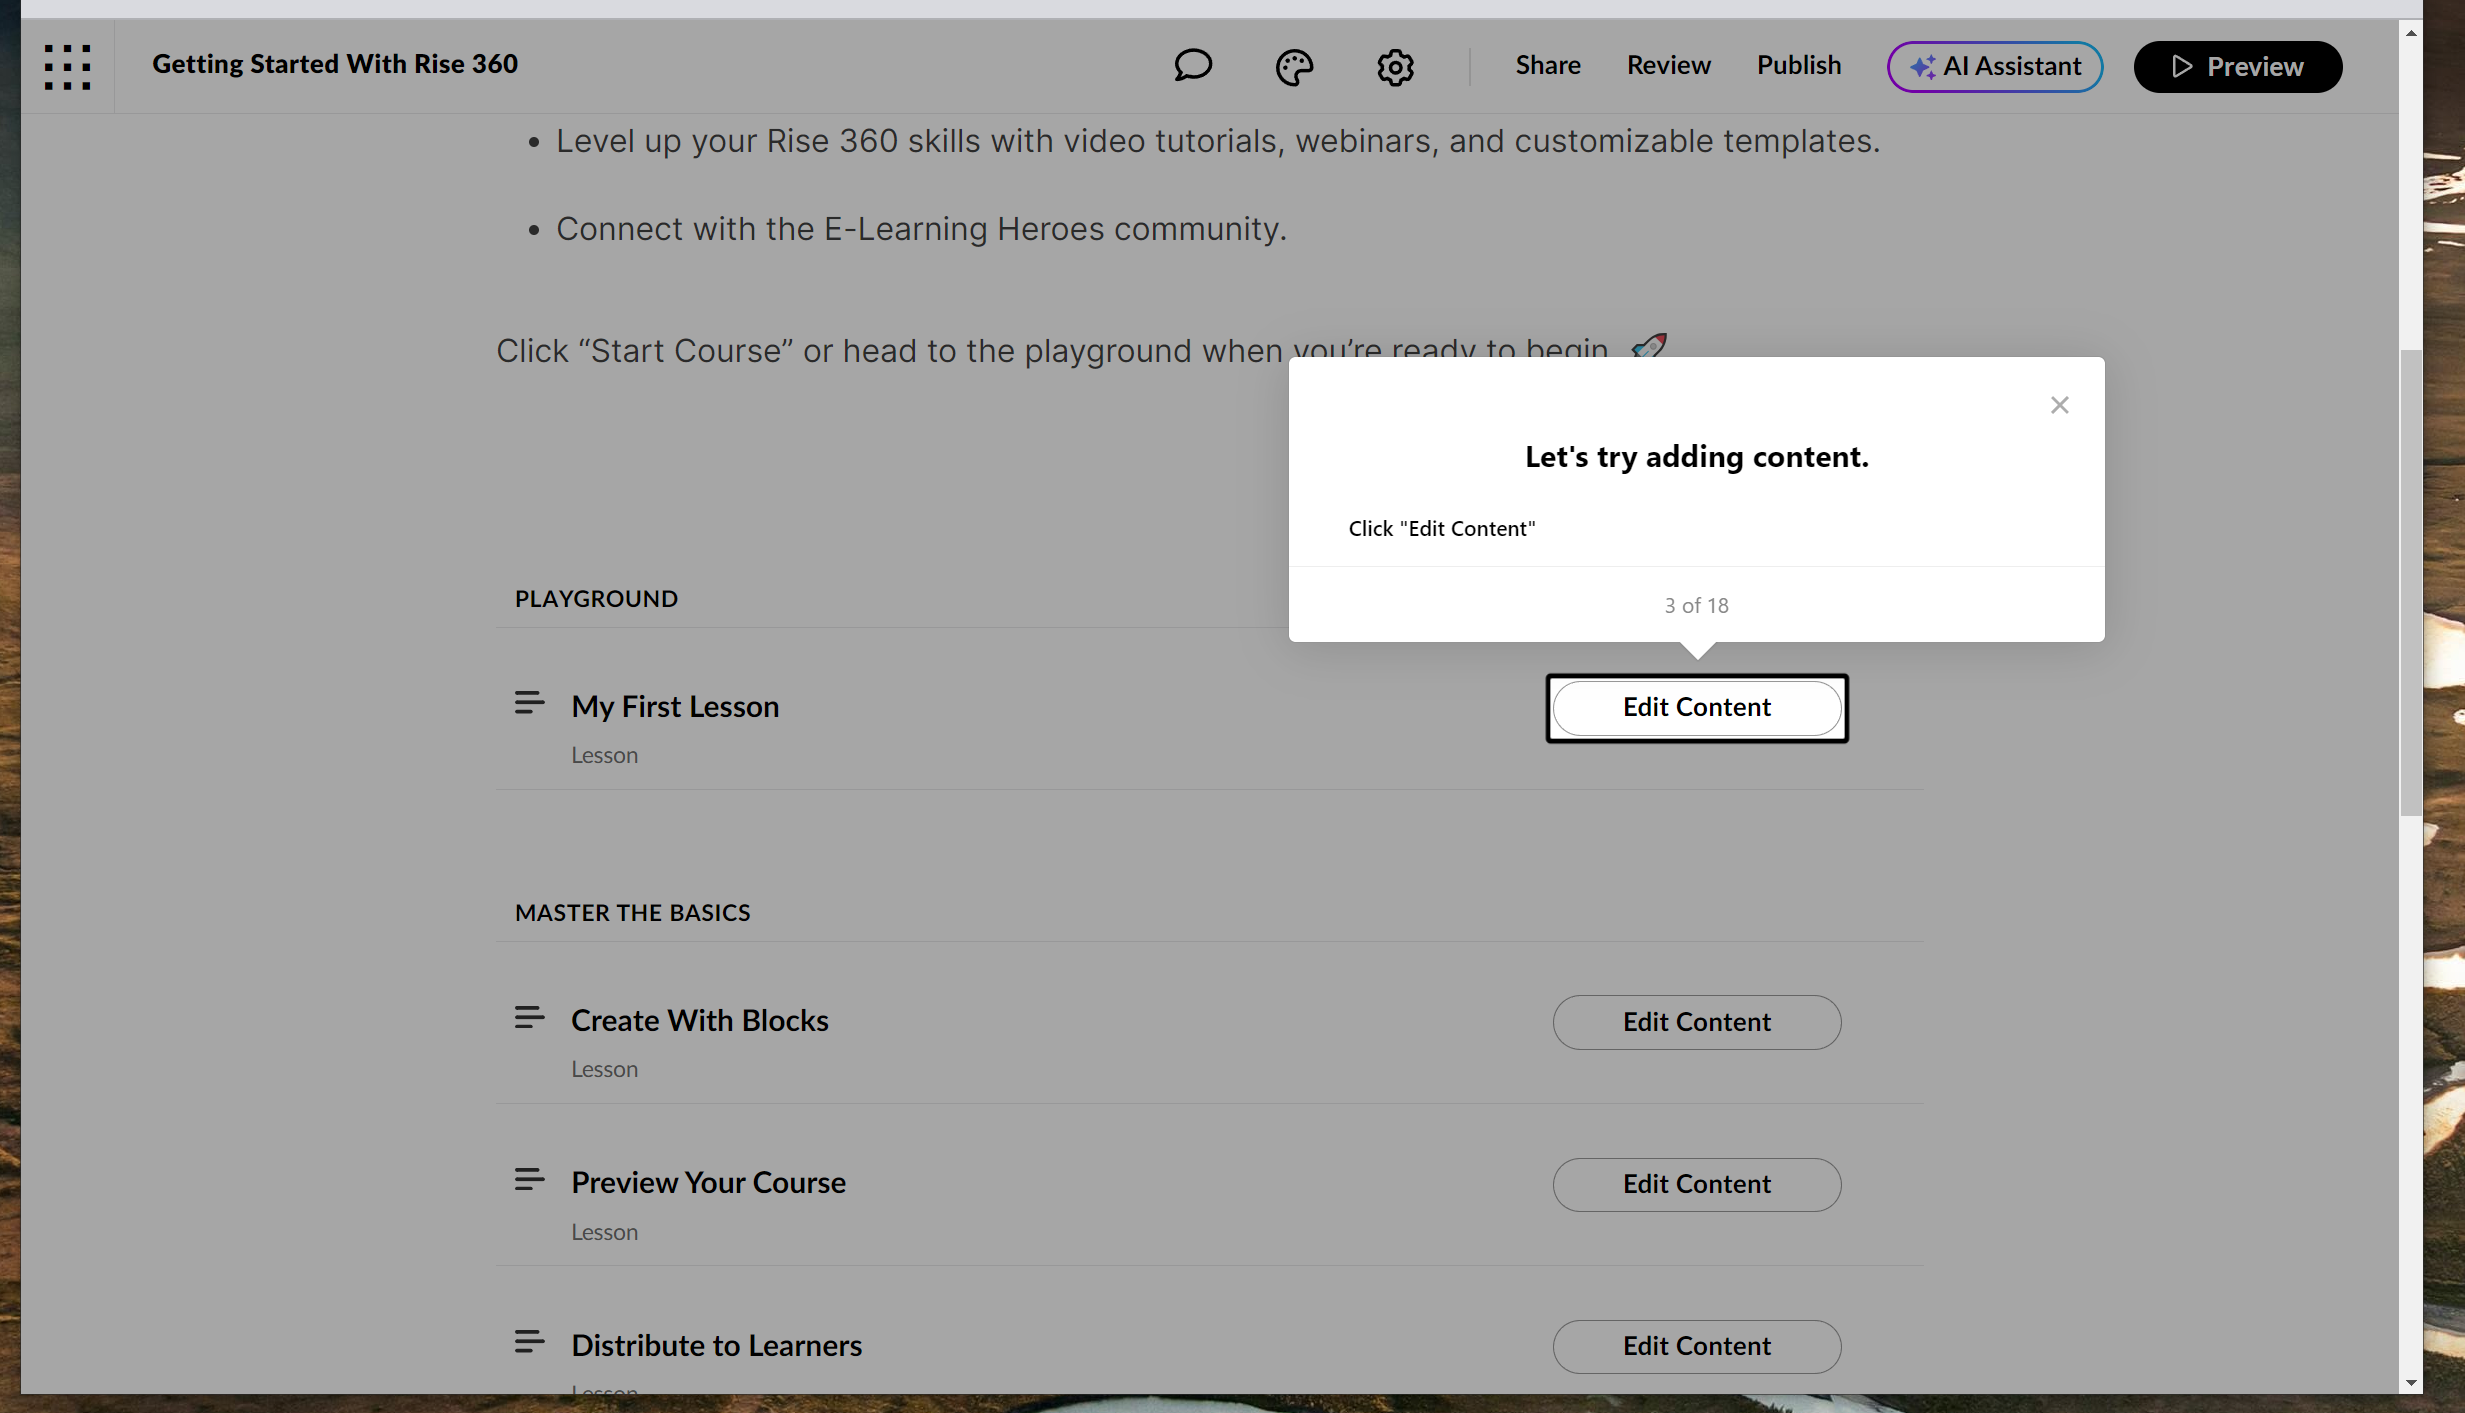 Getting Started With Rise 360
Share
Review
Publish
AI Assistant
Preview
Level up your Rise 360 skills with video tutorials, webinars, and customizable templates.
Connect with the E-Learning Heroes community.
Click “Start Course” or head to the playground when you’re ready to begin
Let's try adding content.
Click "Edit Content"
3 of 18
PLAYGROUND
My First Lesson
Edit Content
Lesson
MASTER THE BASICS
Create With Blocks
Edit Content
Lesson
Preview Your Course
Edit Content
Lesson
Distribute to Learners
Edit Content
Lesson